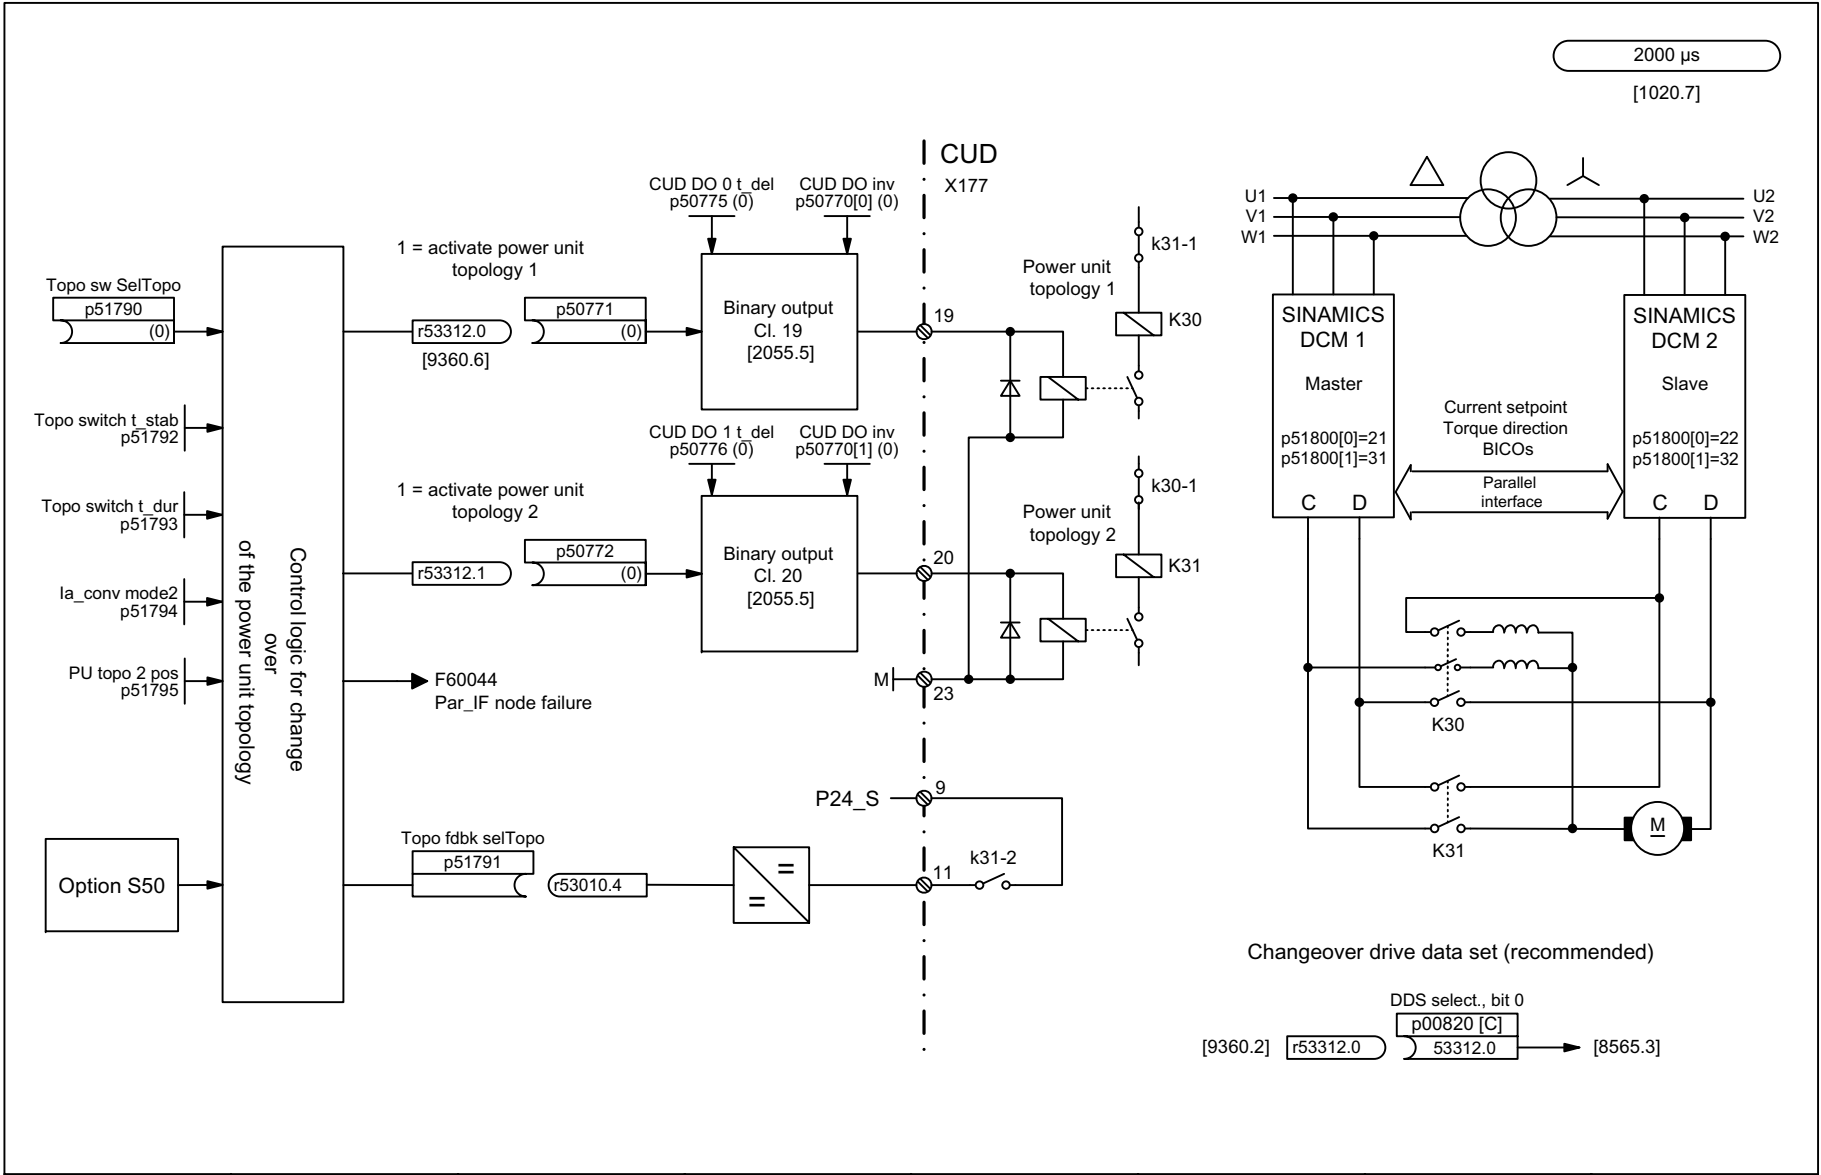 2000 µs
[1020.7]
CUD
X177
CUD DO 0 t_del
p50775 (0)
CUD DO inv
p50770[0] (0)
1 = activate power unit
topology 1
Topo sw SelTopo
p51790
(0)
r53312.0
[9360.6]
p50771
(0)
Binary output
Cl. 19
[2055.5]
19
Power unit
topology 1
k31-1
K30
Topo switch t_stab
p51792
CUD DO 1 t_del
p50776 (0)
CUD DO inv
p50770[1] (0)
1 = activate power unit
topology 2
Topo switch t_dur
p51793
r53312.1
p50772
(0)
Binary output
Cl. 20
[2055.5]
20
Power unit
topology 2
k30-1
K31
Ia_conv mode2
p51794
PU topo 2 pos
p51795
Control logic for change
over
of the power unit topology
F60044
Par_IF node failure
M
23
P24_S
9
Option S50
Topo fdbk selTopo
p51791
r53010.4
=
=
11
k31-2
U1
V1
W1
U2
V2
W2
SINAMICS
DCM 1
Master
p51800[0]=21
p51800[1]=31
C D
Current setpoint
Torque direction
BICOs
Parallel
interface
SINAMICS
DCM 2
Slave
p51800[0]=22
p51800[1]=32
C D
K30
K31
M
Changeover drive data set (recommended)
DDS select., bit 0
p00820 [C]
[9360.2]
r53312.0
53312.0
[8565.3]